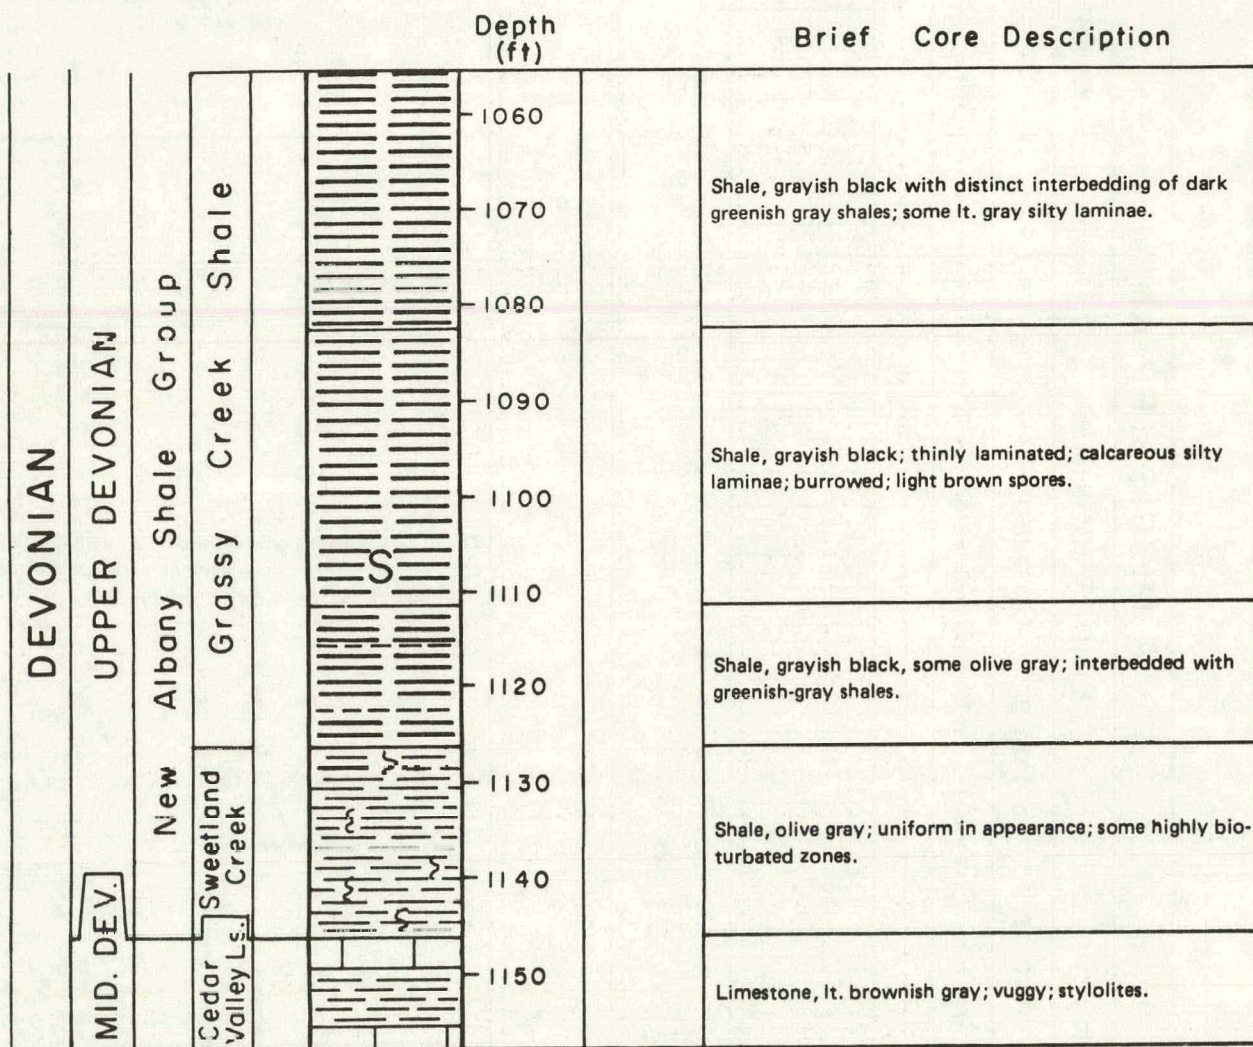 Depth
(ft)
Brief Core Description
DEVONIAN
UPPER DEVONIAN
MID. DEV.
New Albany Shale Group
Grassy Creek Shale
Sweetland
Creek
Cedar
Valley Ls.
S
1060
1070
1080
1090
1100
1110
1120
1130
1140
1150
Shale, grayish black with distinct interbedding of dark
greenish gray shales; some lt. gray silty laminae.
Shale, grayish black; thinly laminated; calcareous silty
laminae; burrowed; light brown spores.
Shale, grayish black, some olive gray; interbedded with
greenish-gray shales.
Shale, olive gray; uniform in appearance; some highly bio-
turbated zones.
Limestone, lt. brownish gray; vuggy; stylolites.